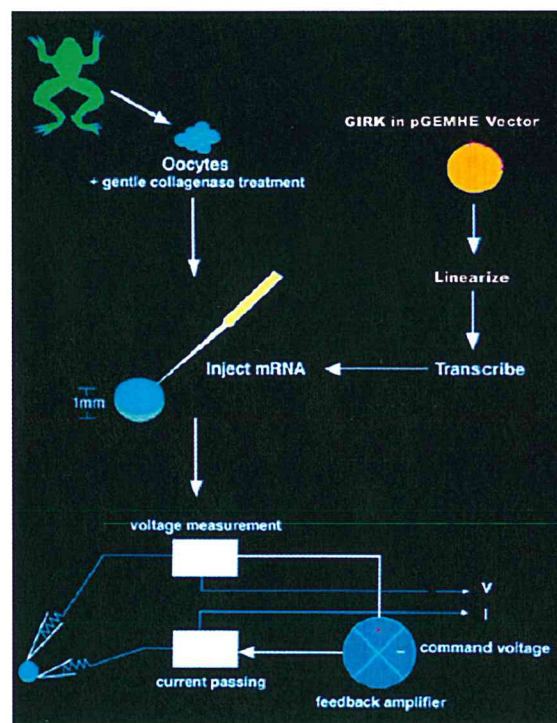 GIRK in pGEMHE Vector
Oocytes
+ gentle collagenase treatment
Linearize
Inject mRNA
Transcribe
1mm
voltage measurement
V
I
command voltage
current passing
feedback amplifier